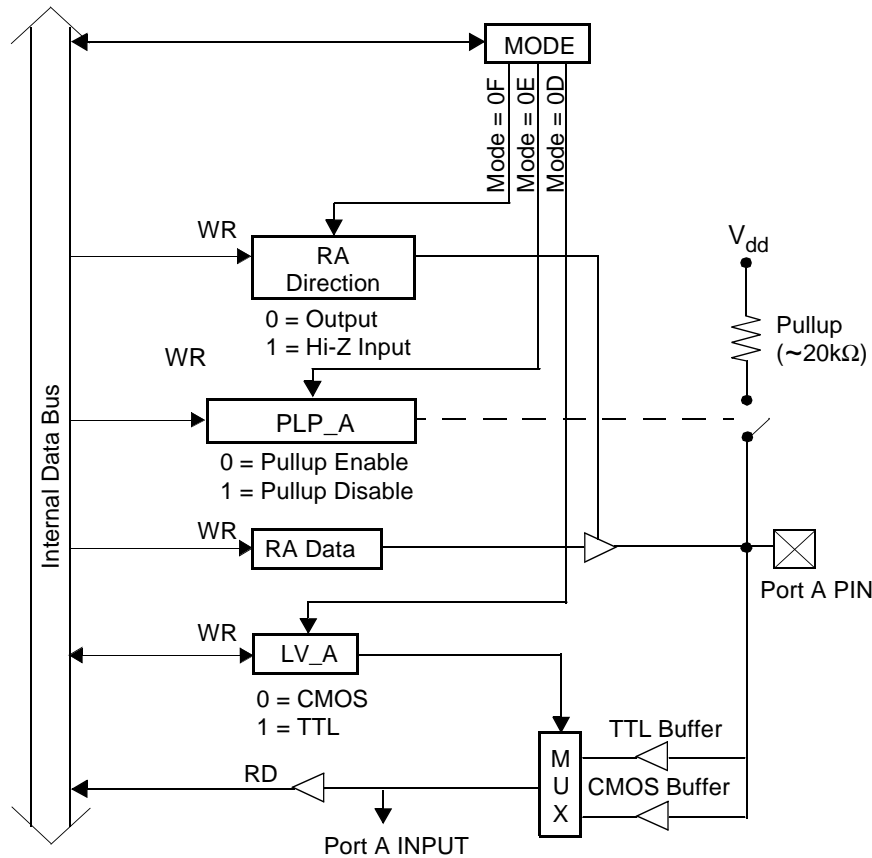 MODE
Mode = 0F
Mode = 0E
Mode = 0D
WR
RA
Direction
0 = Output
1 = Hi-Z Input
Vdd
Pullup
(~20kΩ)
WR
PLP_A
0 = Pullup Enable
1 = Pullup Disable
Internal Data Bus
WR
RA Data
Port A PIN
WR
LV_A
0 = CMOS
1 = TTL
TTL Buffer
M
U
X
CMOS Buffer
RD
Port A INPUT